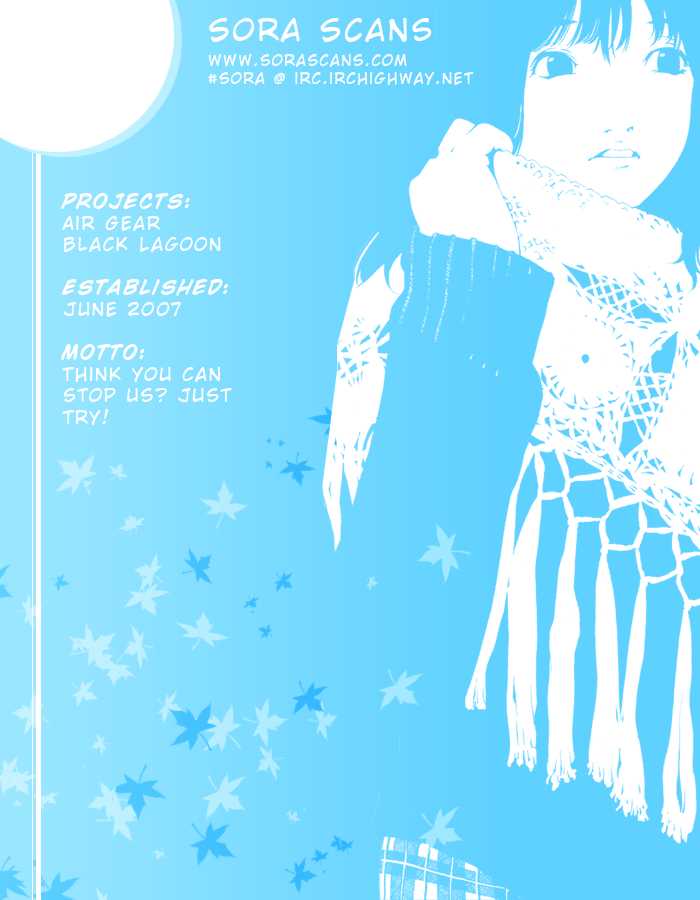 SORA SCANS
WWW.SORASCANS.COM
#SORA @ IRC.IRCHIGHWAY.NET
PROJECTS:
AIR GEAR
BLACK LAGOON
ESTABLISHED:
JUNE 2007
MOTTO:
THINK YOU CAN
STOP US? JUST
TRY!